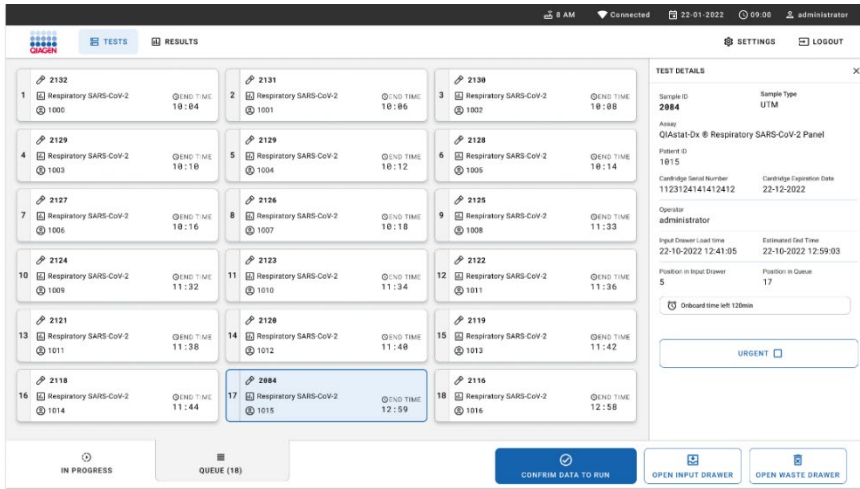 8 AM Connected 22-01-2022 09:00 administrator
QIAGEN TESTS RESULTS SETTINGS LOGOUT
1
2132
Respiratory SARS-CoV-2
1000
END TIME
10:04
2
2131
Respiratory SARS-CoV-2
1001
END TIME
10:06
3
2130
Respiratory SARS-CoV-2
1002
END TIME
10:08
4
2129
Respiratory SARS-CoV-2
1003
END TIME
10:10
5
2129
Respiratory SARS-CoV-2
1004
END TIME
10:12
6
2128
Respiratory SARS-CoV-2
1005
END TIME
10:14
7
2127
Respiratory SARS-CoV-2
1006
END TIME
10:16
8
2126
Respiratory SARS-CoV-2
1007
END TIME
10:18
9
2125
Respiratory SARS-CoV-2
1008
END TIME
11:33
10
2124
Respiratory SARS-CoV-2
1009
END TIME
11:32
11
2123
Respiratory SARS-CoV-2
1010
END TIME
11:34
12
2122
Respiratory SARS-CoV-2
1011
END TIME
11:36
13
2121
Respiratory SARS-CoV-2
1011
END TIME
11:38
14
2120
Respiratory SARS-CoV-2
1012
END TIME
11:40
15
2119
Respiratory SARS-CoV-2
1013
END TIME
11:42
16
2118
Respiratory SARS-CoV-2
1014
END TIME
11:44
17
2084
Respiratory SARS-CoV-2
1015
END TIME
12:59
18
2116
Respiratory SARS-CoV-2
1016
END TIME
12:58
TEST DETAILS
Sample ID Sample Type
2084 UTM
Assay
QIAstat-Dx ® Respiratory SARS-CoV-2 Panel
Patient ID
1015
Cardridge Serial Number Cardridge Expiration Date
1123124141412412 22-12-2022
Operator
administrator
Input Drawer Load time Estimated End Time
22-10-2022 12:41:05 22-10-2022 12:59:03
Position in Input Drawer Position in Queue
5 17
Onboard time left 120min
URGENT
IN PROGRESS
QUEUE (18)
CONFRIM DATA TO RUN
OPEN INPUT DRAWER
OPEN WASTE DRAWER